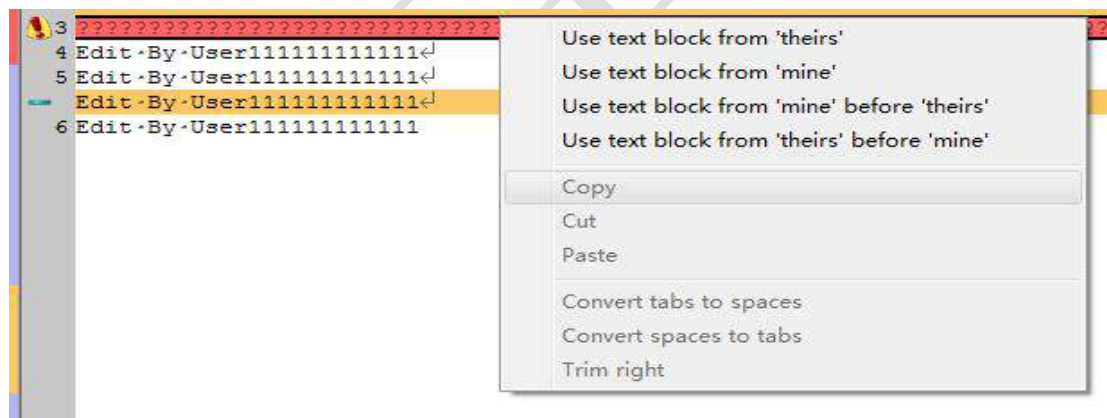 3 ??????????????????????????????
4 Edit·By·User111111111111↵
5 Edit·By·User111111111111↵
Edit·By·User111111111111↵
6 Edit·By·User111111111111
Use text block from 'theirs'
Use text block from 'mine'
Use text block from 'mine' before 'theirs'
Use text block from 'theirs' before 'mine'
Copy
Cut
Paste
Convert tabs to spaces
Convert spaces to tabs
Trim right